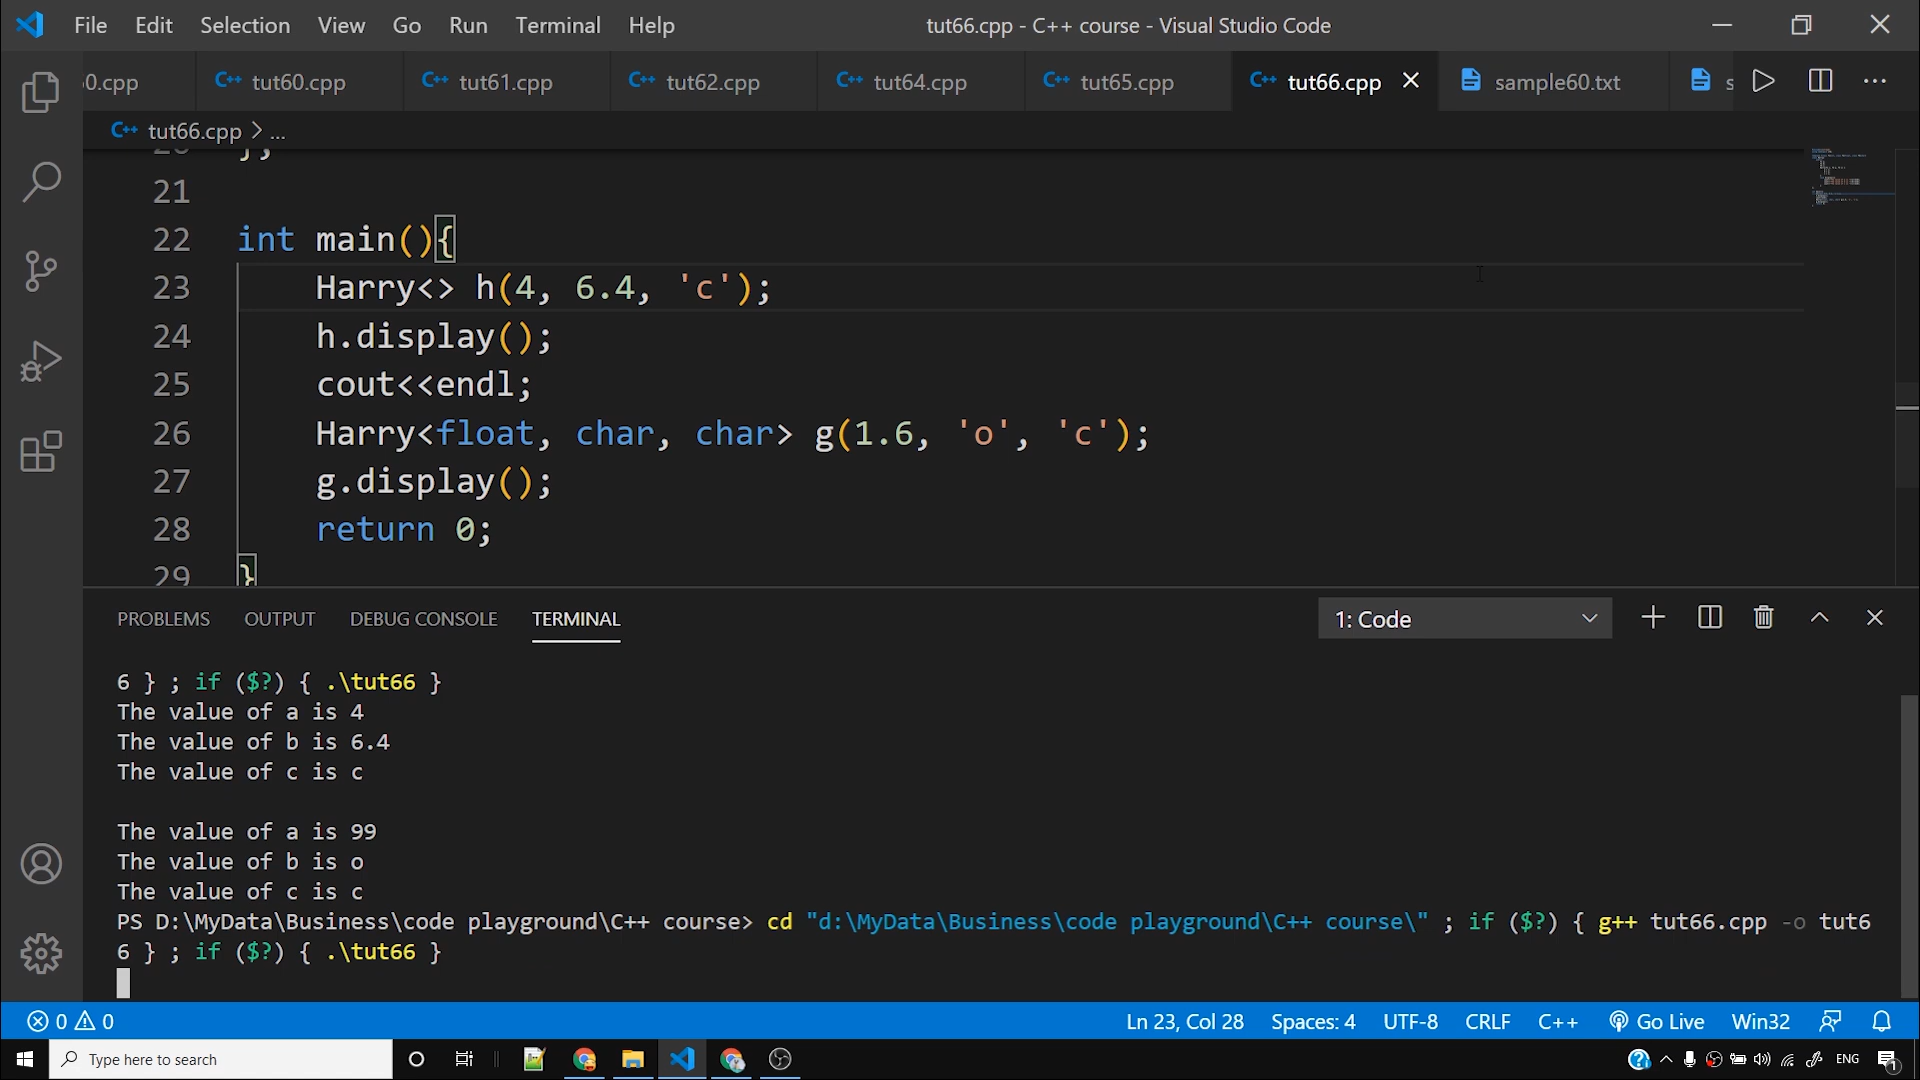 File Edit Selection View Go Run Terminal Help tut66.cpp - C++ course - Visual Studio Code
0.cpp tut60.cpp tut61.cpp tut62.cpp tut64.cpp tut65.cpp tut66.cpp sample60.txt s
tut66.cpp > ...
20 };
21
22 int main(){
23 Harry<> h(4, 6.4, 'c');
24 h.display();
25 cout<<endl;
26 Harry<float, char, char> g(1.6, 'o', 'c');
27 g.display();
28 return 0;
29 }
PROBLEMS OUTPUT DEBUG CONSOLE TERMINAL 1: Code
6 } ; if ($?) { .\tut66 }
The value of a is 4
The value of b is 6.4
The value of c is c
The value of a is 99
The value of b is o
The value of c is c
PS D:\MyData\Business\code playground\C++ course> cd "d:\MyData\Business\code playground\C++ course\" ; if ($?) { g++ tut66.cpp -o tut6
6 } ; if ($?) { .\tut66 }
0 0 Ln 23, Col 28 Spaces: 4 UTF-8 CRLF C++ Go Live Win32
Type here to search ENG 1